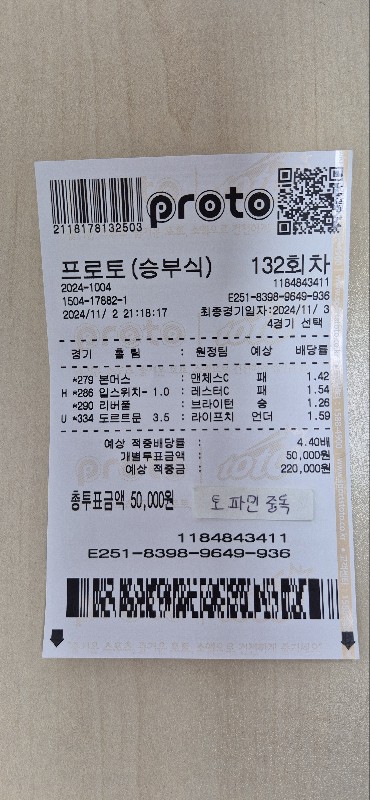 proto
2118178132503
프로토 (승부식) 132회차
2024-1004 1184843411
1504-17882-1 E251-8398-9649-936
2024/11/ 2 21:18:17 최종경기일자:2024/11/ 3
4경기 선택
경기 홈 팀 : 원정팀 예상 배당률
*279 본머스 : 맨체스C 패 1.42
H *286 입스위치- 1.0 : 레스터C 패 1.54
*290 리버풀 : 브라이턴 승 1.26
U *334 도르트문 3.5 : 라이프치 언더 1.59
예상 적중배당률 : 4.40배
개별투표금액 : 50,000원
예상 적중금 : 220,000원
총투표금액 50,000원 토파민 중독
1184843411
E251-8398-9649-936